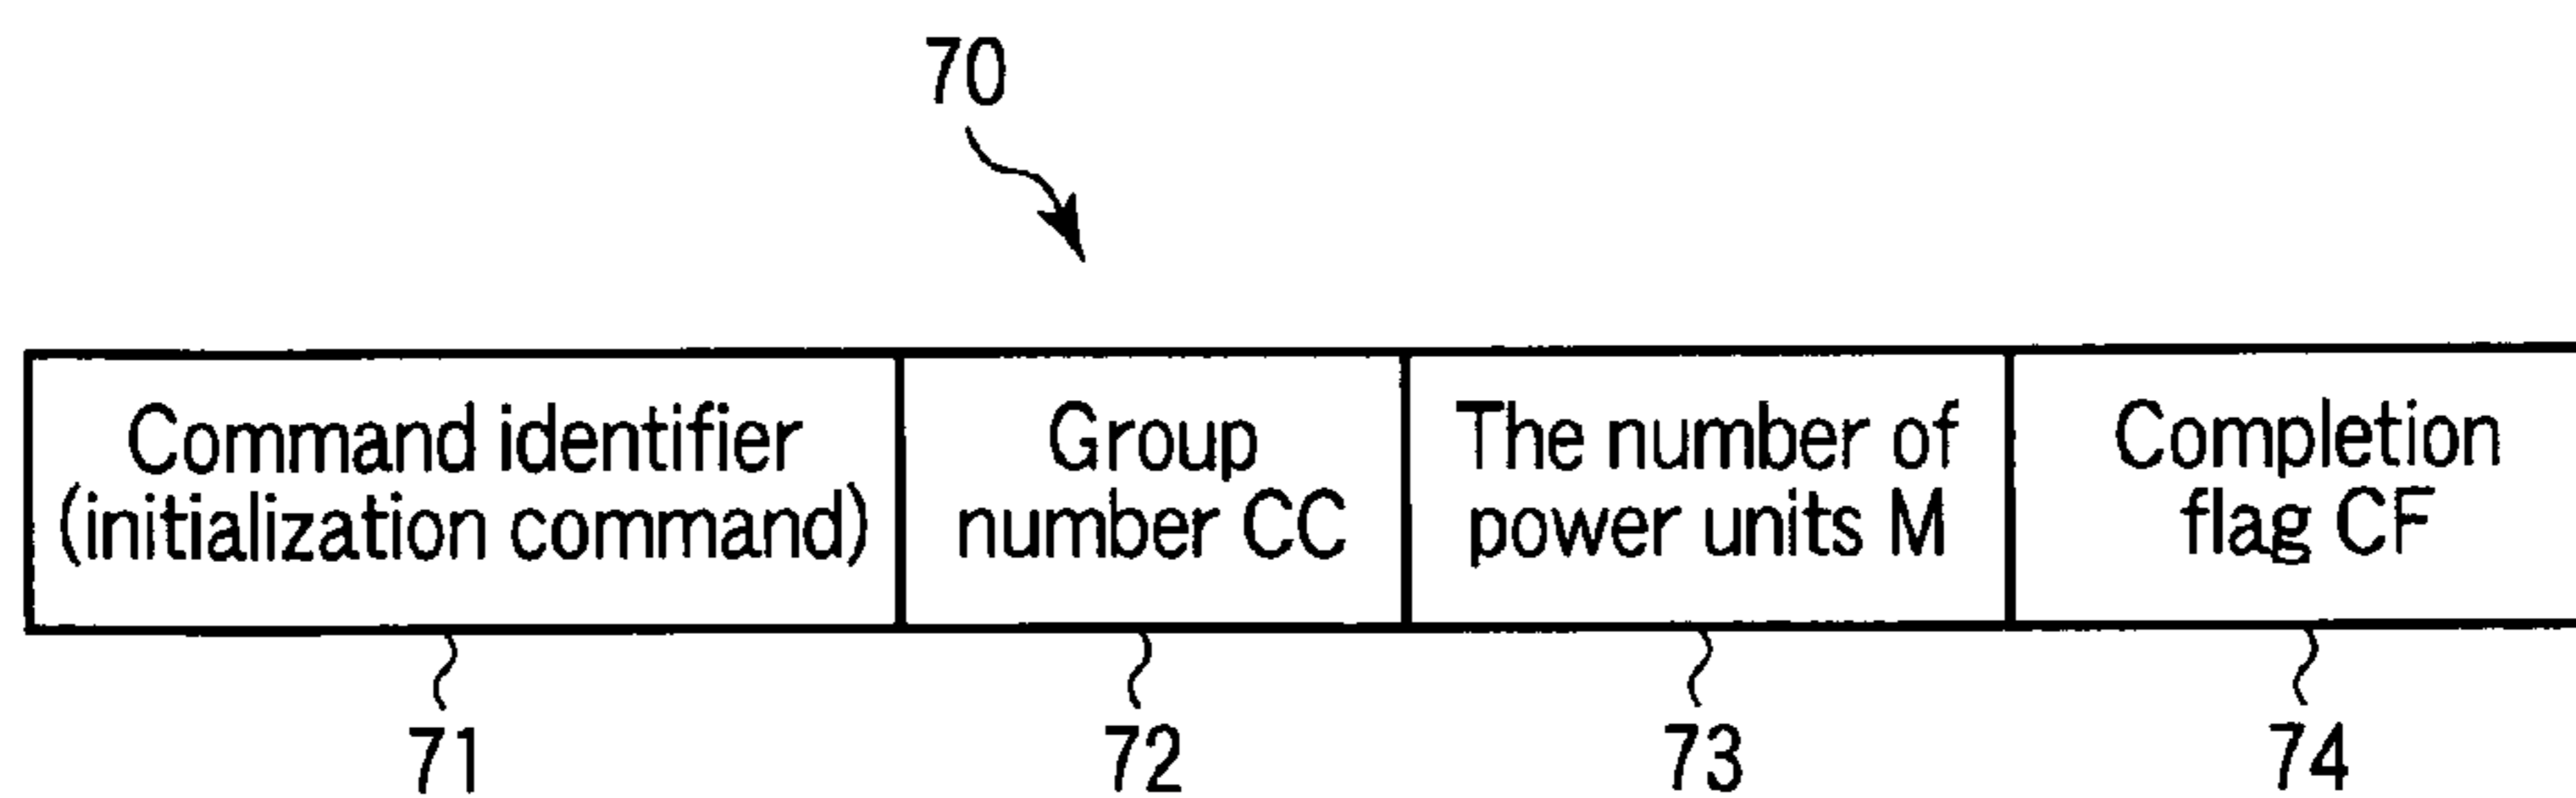 70
Command identifier
(initialization command)
Group
number CC
The number of
power units M
Completion
flag CF
71
72
73
74